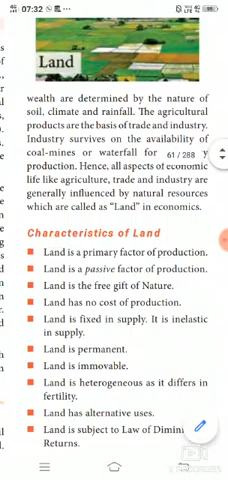 07:32
Land
wealth are determined by the nature of
soil, climate and rainfall. The agricultural
products are the basis of trade and industry.
Industry survives on the availability of
coal-mines or waterfall for 61 / 288 y
production. Hence, all aspects of economic
life like agriculture, trade and industry are
generally influenced by natural resources
which are called as “Land” in economics.
Characteristics of Land
Land is a primary factor of production.
Land is a passive factor of production.
Land is the free gift of Nature.
Land has no cost of production.
Land is fixed in supply. It is inelastic
in supply.
Land is permanent.
Land is immovable.
Land is heterogeneous as it differs in
fertility.
Land has alternative uses.
Land is subject to Law of Dimini
Returns.